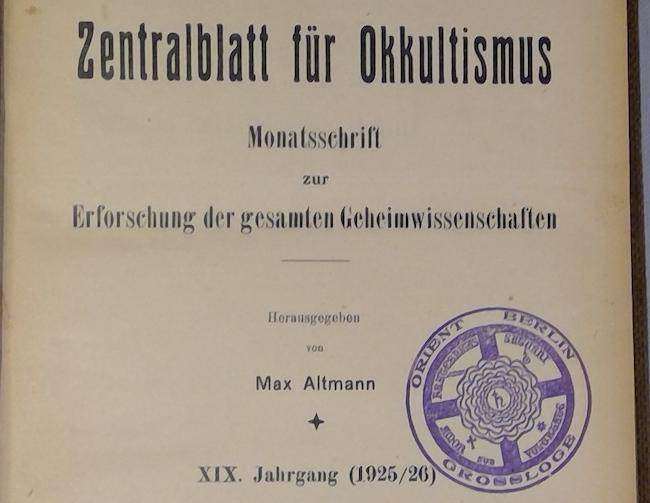 Zentralblatt für Okkultismus
Monatsschrift
zur
Erforschung der gesamten Geheimwissenschaften
Herausgegeben
von
Max Altmann
XIX. Jahrgang (1925/26)
ORIENT BERLIN
GROSSLOGE